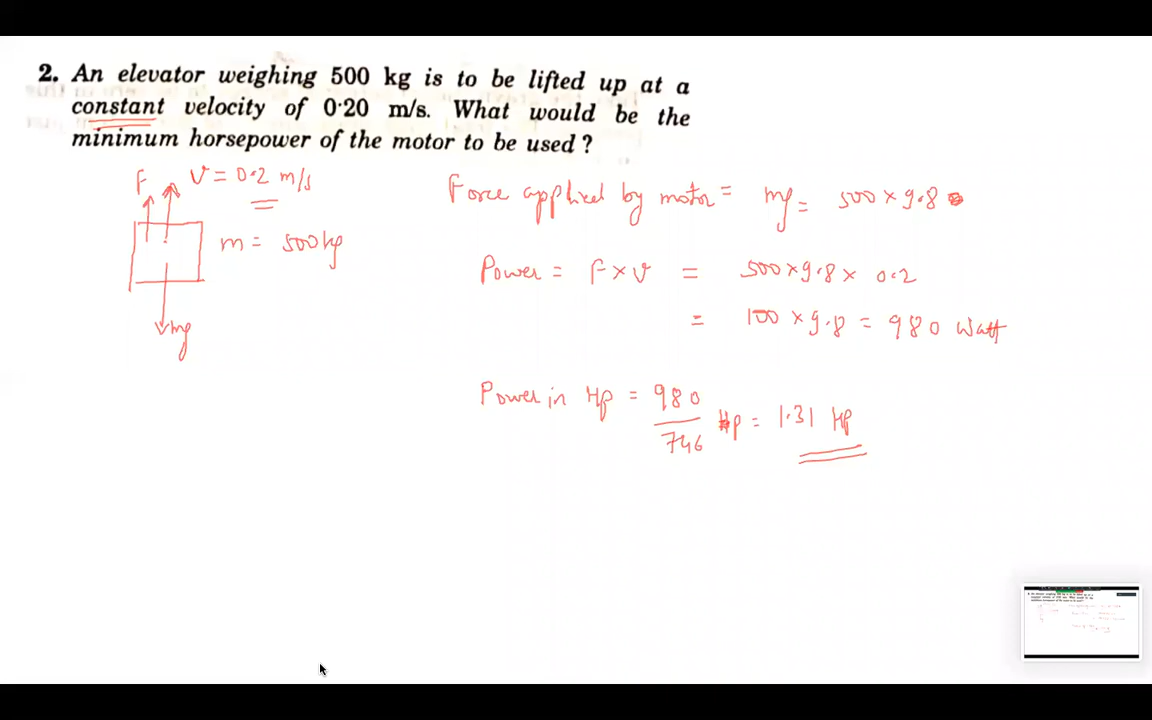 2. An elevator weighing 500 kg is to be lifted up at a
constant velocity of 0·20 m/s. What would be the
minimum horsepower of the motor to be used ?
F V = 0.2 m/s
m = 500 kg
mg
Force applied by motor = mg = 500 × 9.8
Power = F × v = 500 × 9.8 × 0.2
= 100 × 9.8 = 980 Watt
Power in Hp = 980
746 Hp = 1.31 Hp